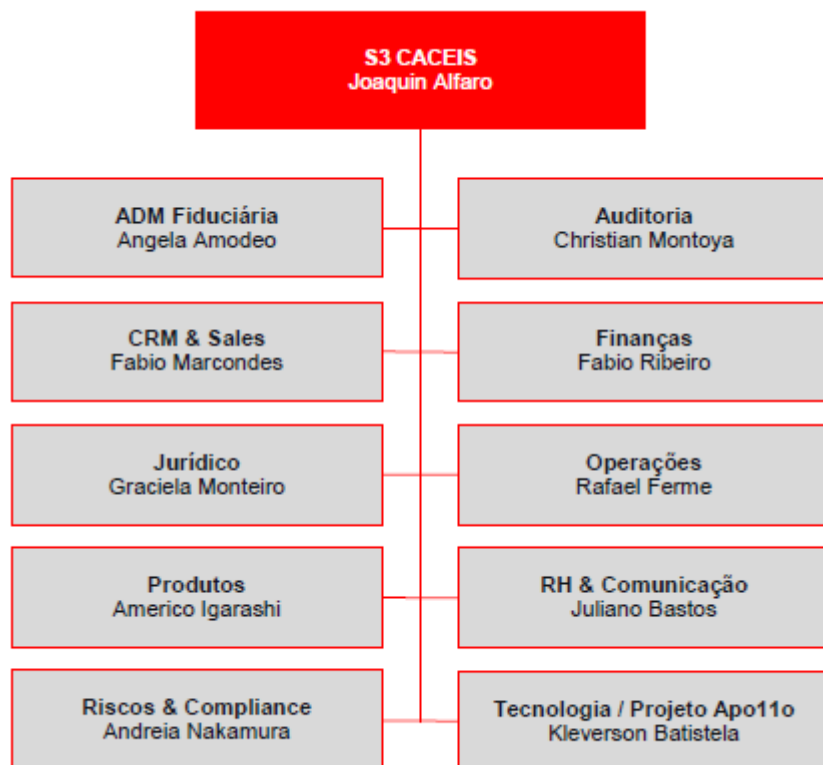 S3 CACEIS
Joaquin Alfaro
ADM Fiduciária
Angela Amodeo
Auditoria
Christian Montoya
CRM & Sales
Fabio Marcondes
Finanças
Fabio Ribeiro
Jurídico
Graciela Monteiro
Operações
Rafael Ferme
Produtos
Americo Igarashi
RH & Comunicação
Juliano Bastos
Riscos & Compliance
Andreia Nakamura
Tecnologia / Projeto Apo11o
Kleverson Batistela